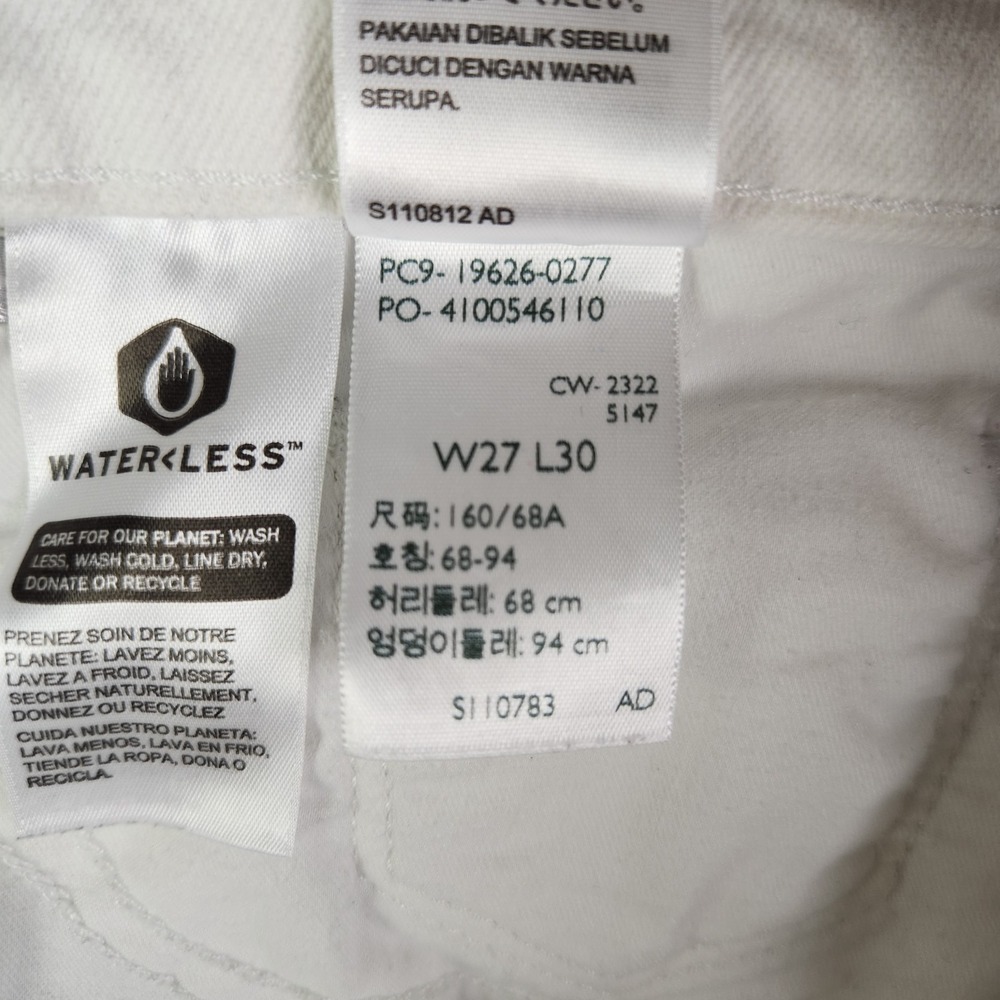 PAKAIAN DIBALIK SEBELUM
DICUCI DENGAN WARNA
SERUPA.
S110812 AD
WATER<LESS™
CARE FOR OUR PLANET: WASH
LESS, WASH COLD, LINE DRY,
DONATE OR RECYCLE
PRENEZ SOIN DE NOTRE
PLANETE: LAVEZ MOINS,
LAVEZ A FROID, LAISSEZ
SECHER NATURELLEMENT,
DONNEZ OU RECYCLEZ
CUIDA NUESTRO PLANETA:
LAVA MENOS, LAVA EN FRIO,
TIENDE LA ROPA, DONA O
RECICLA.
PC9- 19626-0277
PO- 4100546110
CW- 2322
5147
W27 L30
尺码: 160/68A
호칭: 68-94
허리둘레: 68 cm
엉덩이둘레: 94 cm
S110783 AD